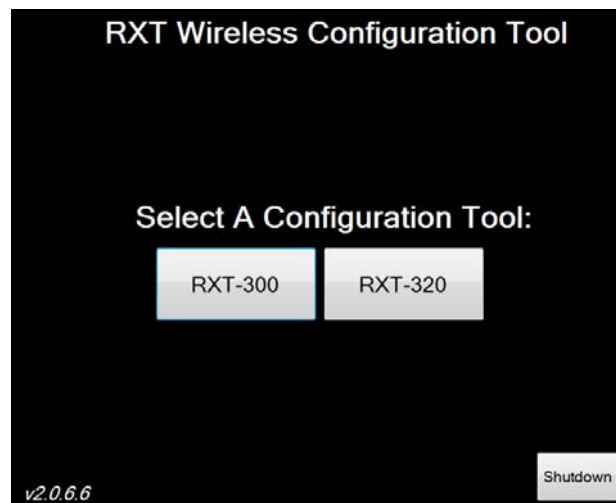 RXT Wireless Configuration Tool
Select A Configuration Tool:
RXT-300 RXT-320
v2.0.6.6 Shutdown